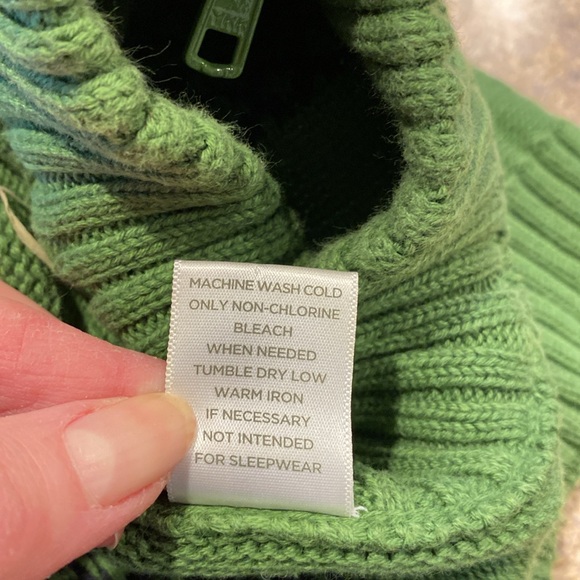 MACHINE WASH COLD
ONLY NON-CHLORINE
BLEACH
WHEN NEEDED
TUMBLE DRY LOW
WARM IRON
IF NECESSARY
NOT INTENDED
FOR SLEEPWEAR